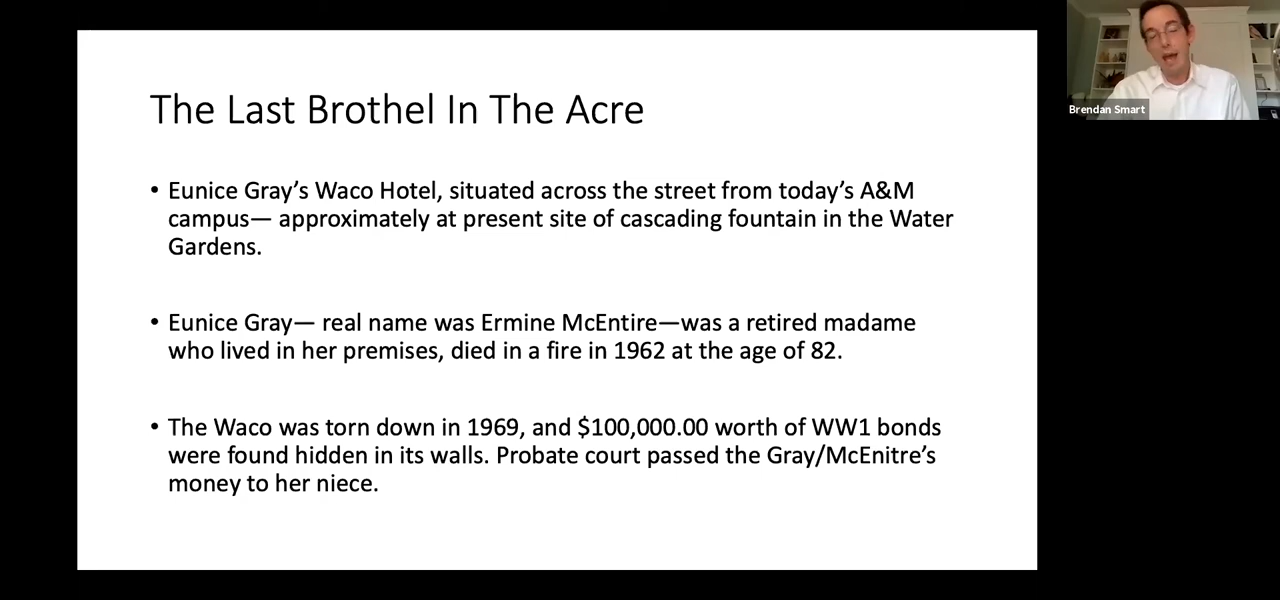 The Last Brothel In The Acre
• Eunice Gray’s Waco Hotel, situated across the street from today’s A&M
campus— approximately at present site of cascading fountain in the Water
Gardens.
• Eunice Gray— real name was Ermine McEntire—was a retired madame
who lived in her premises, died in a fire in 1962 at the age of 82.
• The Waco was torn down in 1969, and $100,000.00 worth of WW1 bonds
were found hidden in its walls. Probate court passed the Gray/McEnitre’s
money to her niece.
Brendan Smart